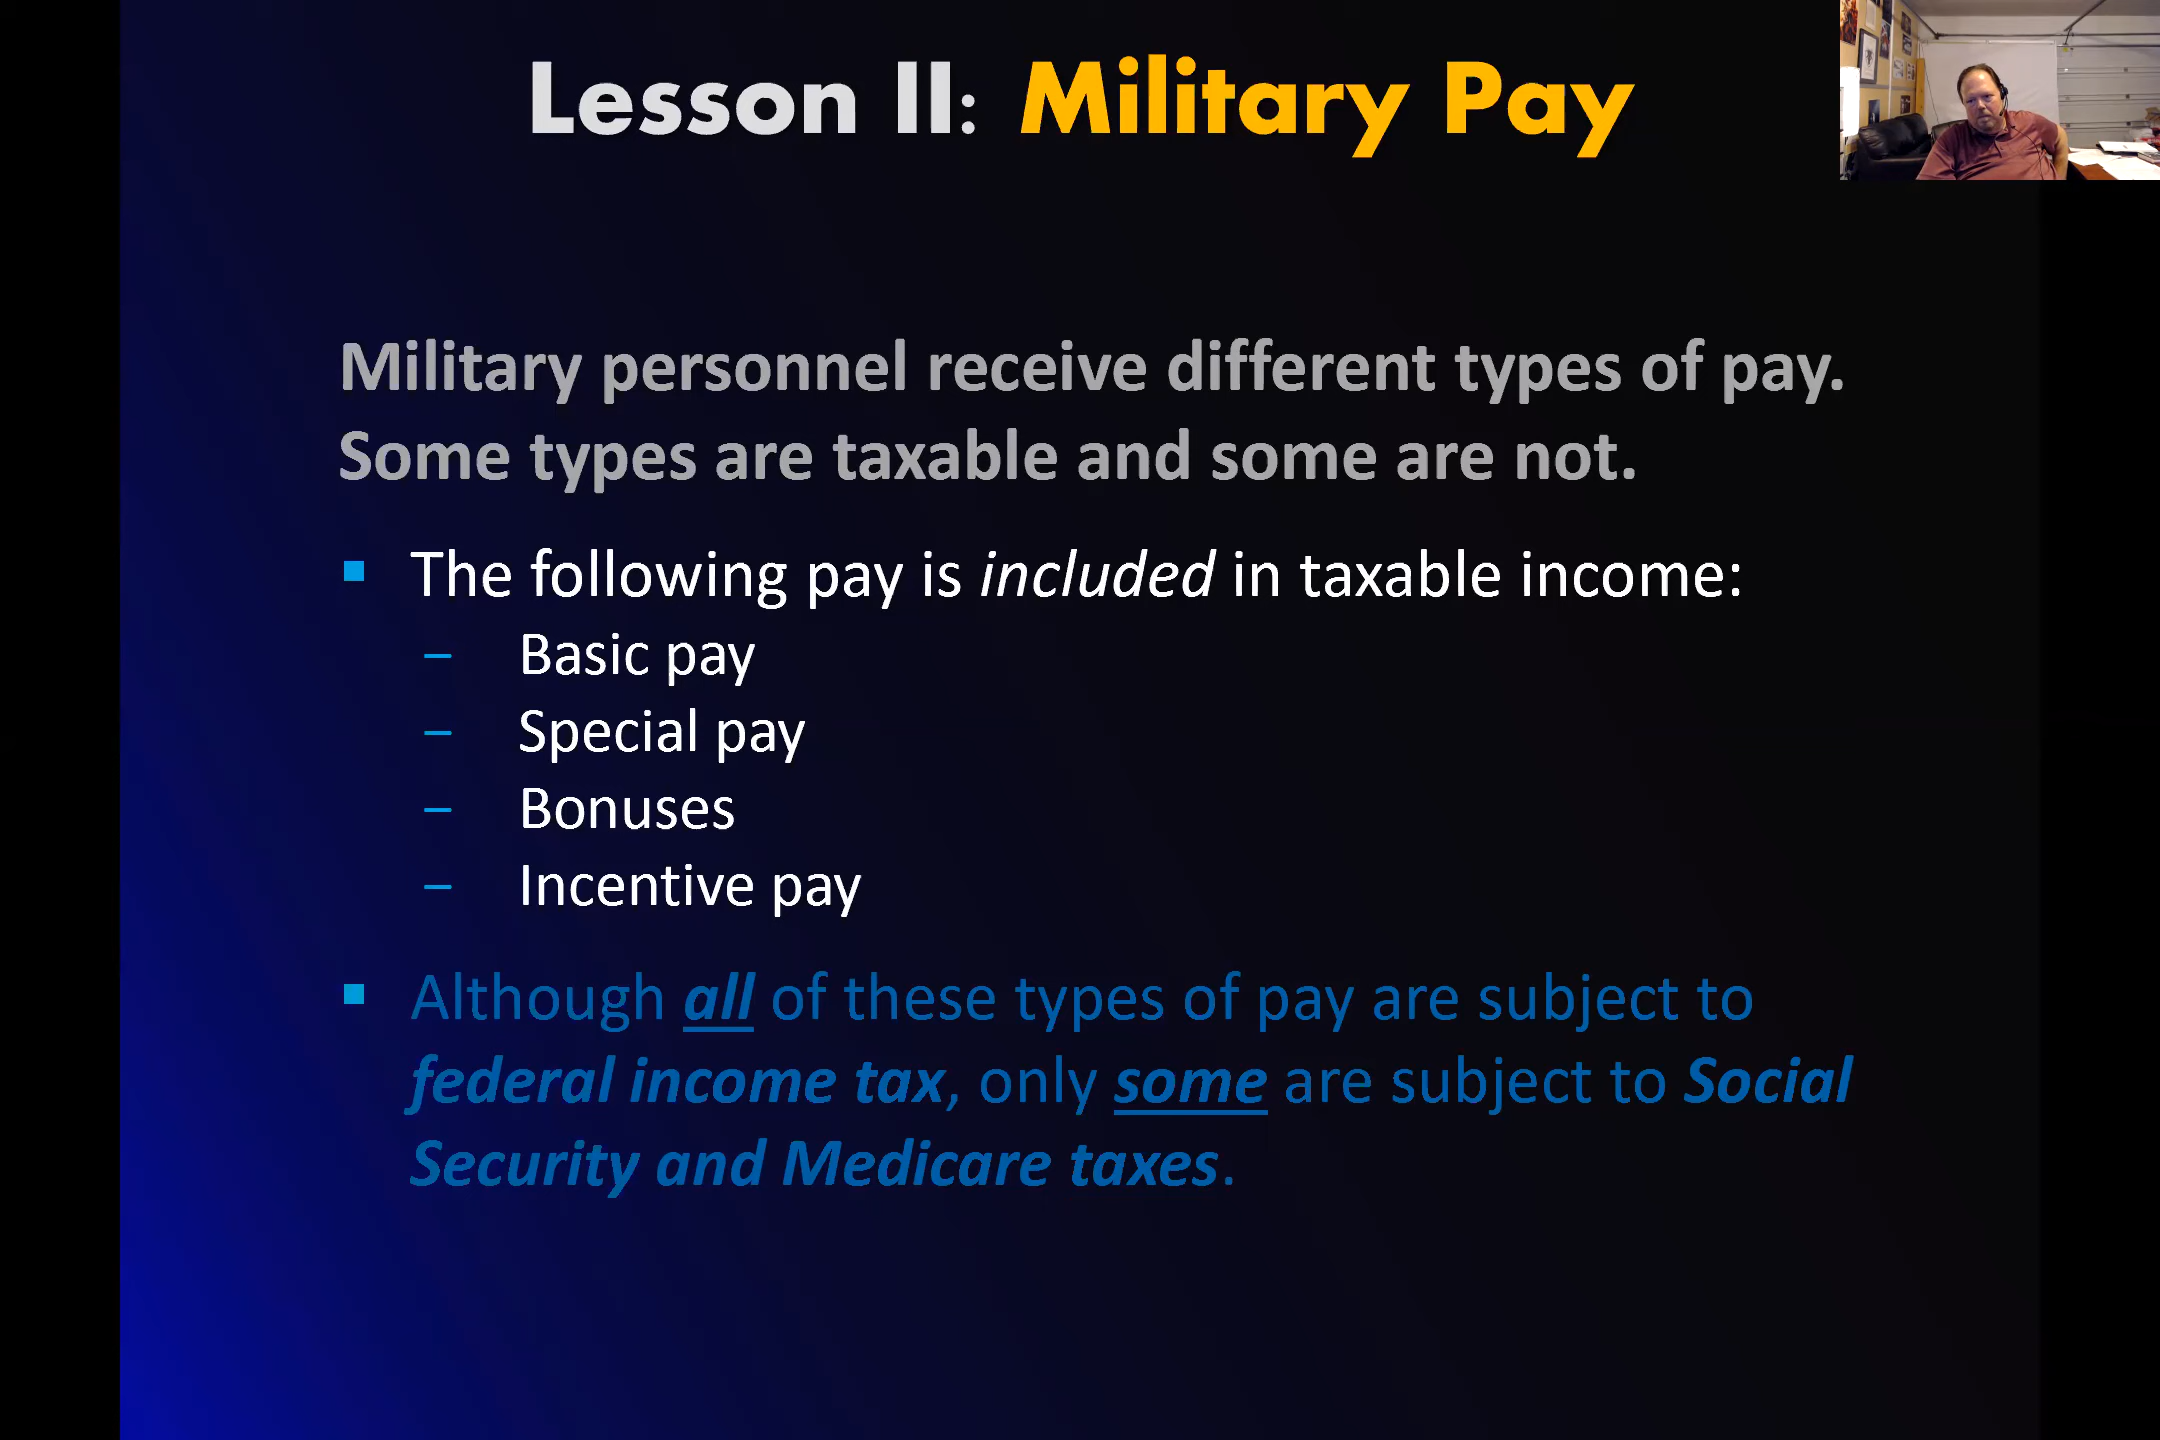 Lesson II: Military Pay
Military personnel receive different types of pay.
Some types are taxable and some are not.
▪ The following pay is included in taxable income:
– Basic pay
– Special pay
– Bonuses
– Incentive pay
▪ Although all of these types of pay are subject to
federal income tax, only some are subject to Social
Security and Medicare taxes.